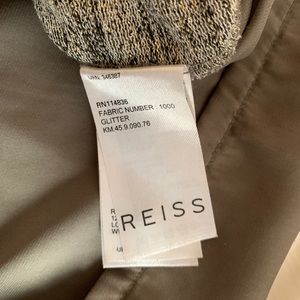 RN114836
FABRIC NUMBER : 1000
GLITTER
KM.45.9.090.76
REISS